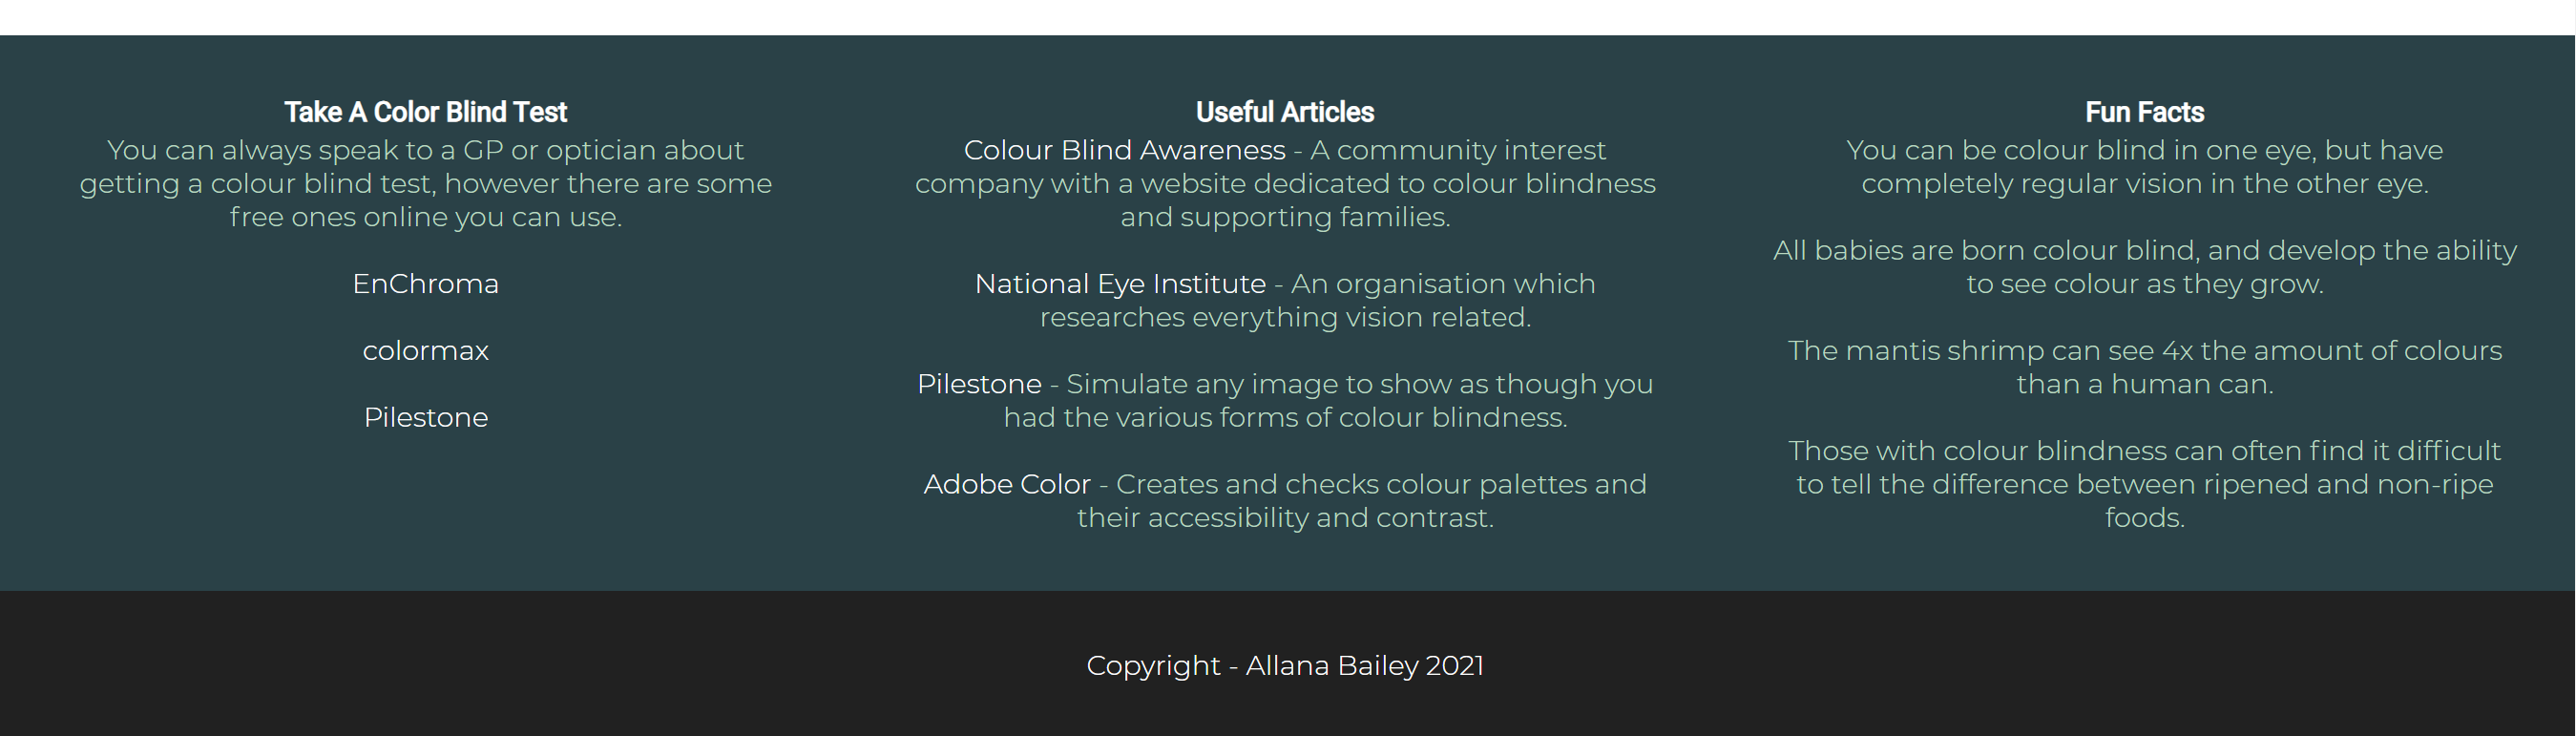 Take A Color Blind Test
You can always speak to a GP or optician about
getting a colour blind test, however there are some
free ones online you can use.
EnChroma
colormax
Pilestone
Useful Articles
Colour Blind Awareness - A community interest
company with a website dedicated to colour blindness
and supporting families.
National Eye Institute - An organisation which
researches everything vision related.
Pilestone - Simulate any image to show as though you
had the various forms of colour blindness.
Adobe Color - Creates and checks colour palettes and
their accessibility and contrast.
Fun Facts
You can be colour blind in one eye, but have
completely regular vision in the other eye.
All babies are born colour blind, and develop the ability
to see colour as they grow.
The mantis shrimp can see 4x the amount of colours
than a human can.
Those with colour blindness can often find it difficult
to tell the difference between ripened and non-ripe
foods.
Copyright - Allana Bailey 2021